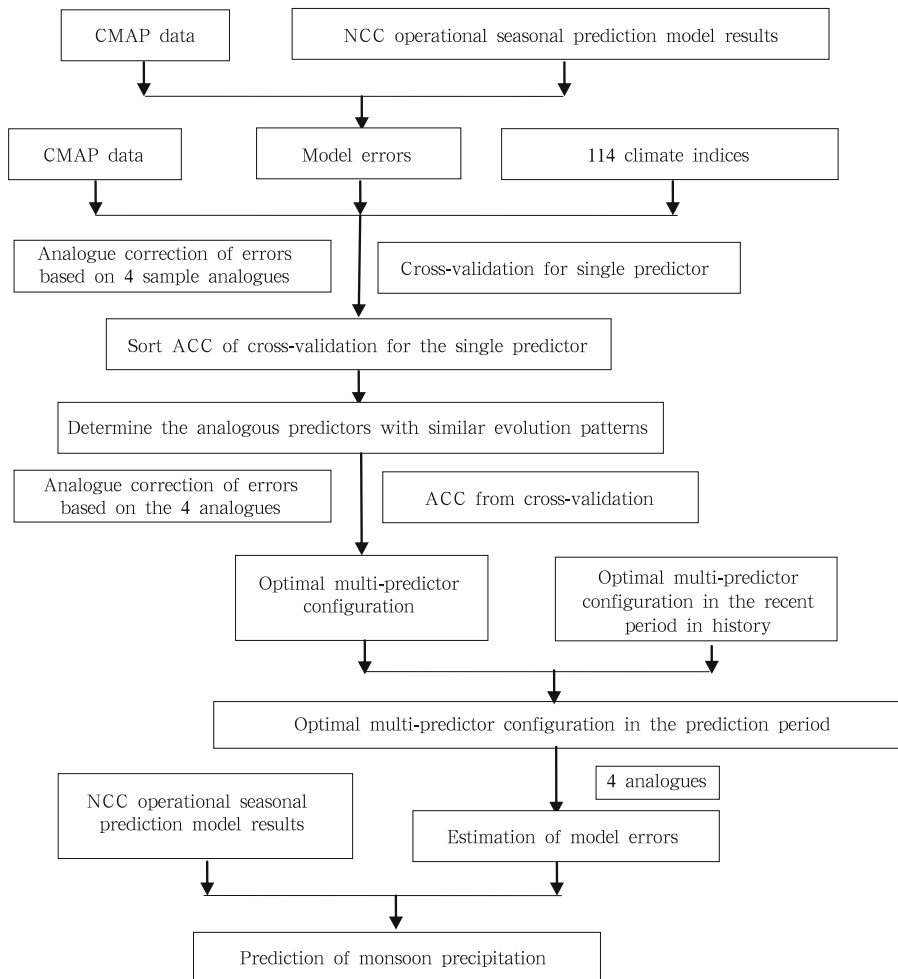 CMAP data
NCC operational seasonal prediction model results
CMAP data
Model errors
114 climate indices
Analogue correction of errors
based on 4 sample analogues
Cross-validation for single predictor
Sort ACC of cross-validation for the single predictor
Determine the analogous predictors with similar evolution patterns
Analogue correction of errors
based on the 4 analogues
ACC from cross-validation
Optimal multi-predictor
configuration
Optimal multi-predictor
configuration in the recent
period in history
Optimal multi-predictor configuration in the prediction period
4 analogues
NCC operational seasonal
prediction model results
Estimation of model errors
Prediction of monsoon precipitation